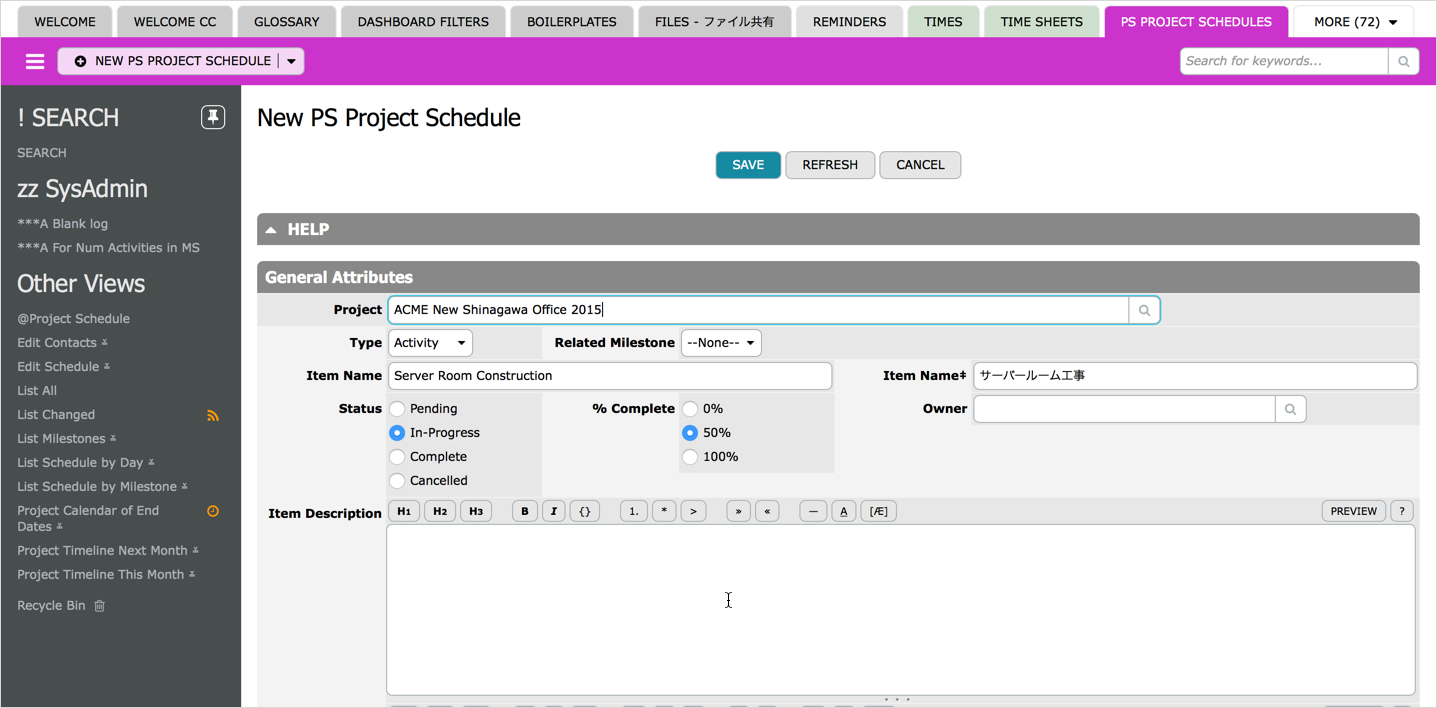 WELCOME WELCOME CC GLOSSARY DASHBOARD FILTERS BOILERPLATES FILES - ファイル共有 REMINDERS TIMES TIME SHEETS PS PROJECT SCHEDULES MORE (72)
NEW PS PROJECT SCHEDULE Search for keywords...
! SEARCH
SEARCH
zz SysAdmin
***A Blank log
***A For Num Activities in MS
Other Views
@Project Schedule
Edit Contacts
Edit Schedule
List All
List Changed
List Milestones
List Schedule by Day
List Schedule by Milestone
Project Calendar of End
Dates
Project Timeline Next Month
Project Timeline This Month
Recycle Bin
New PS Project Schedule
SAVE REFRESH CANCEL
HELP
General Attributes
Project ACME New Shinagawa Office 2015
Type Activity Related Milestone --None--
Item Name Server Room Construction Item Name‡ サーバールーム工事
Status Pending % Complete 0% Owner
In-Progress 50%
Complete 100%
Cancelled
Item Description H1 H2 H3 B I {} 1. * > » « — A [Æ] PREVIEW ?